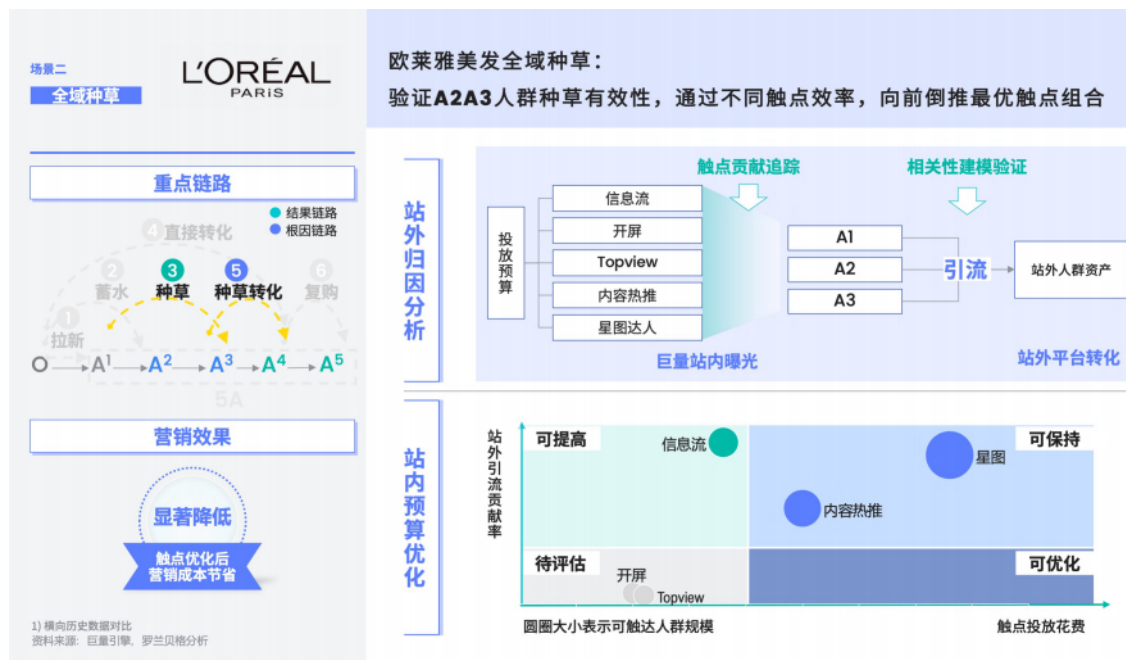 场景二
全域种草
L'ORÉAL
PARIS
欧莱雅美发全域种草：
验证A2A3人群种草有效性，通过不同触点效率，向前倒推最优触点组合
重点链路
结果链路
根因链路
4 直接转化
2
蓄水
3
种草
5
种草转化
6
复购
1
拉新
O
A1
A2
A3
A4
A5
5A
营销效果
显著降低
触点优化后
营销成本节省
1) 横向历史数据对比
资料来源：巨量引擎，罗兰贝格分析
站外归因分析
触点贡献追踪
相关性建模验证
投放预算
信息流
开屏
Topview
内容热推
星图达人
A1
A2
A3
引流
站外人群资产
巨量站内曝光
站外平台转化
站内预算优化
站外引流贡献率
可提高
信息流
可保持
星图
内容热推
待评估
开屏
Topview
可优化
圆圈大小表示可触达人群规模
触点投放花费